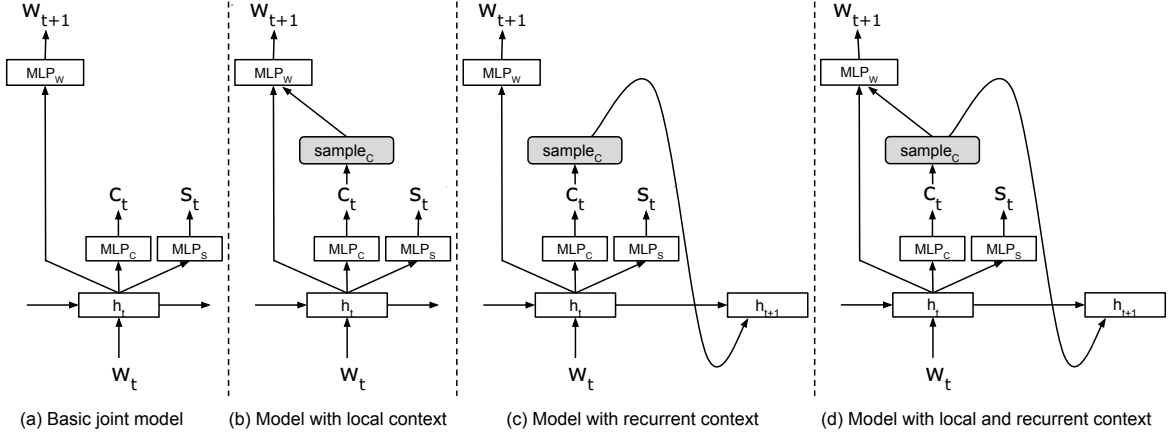 w_{t+1}
MLP_W
c_t
s_t
MLP_C
MLP_S
h_t
w_t
(a) Basic joint model
w_{t+1}
MLP_W
sample_C
c_t
s_t
MLP_C
MLP_S
h_t
w_t
(b) Model with local context
w_{t+1}
MLP_W
sample_C
c_t
s_t
MLP_C
MLP_S
h_t
h_{t+1}
w_t
(c) Model with recurrent context
w_{t+1}
MLP_W
sample_C
c_t
s_t
MLP_C
MLP_S
h_t
h_{t+1}
w_t
(d) Model with local and recurrent context